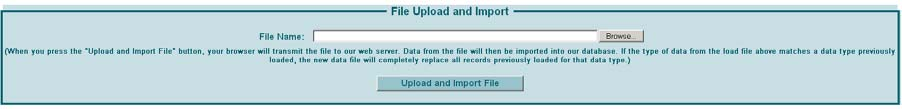 File Upload and Import
File Name: Browse...
(When you press the "Upload and Import File" button, your browser will transmit the file to our web server. Data from the file will then be imported into our database. If the type of data from the load file above matches a data type previously
loaded, the new data file will completely replace all records previously loaded for that data type.)
Upload and Import File